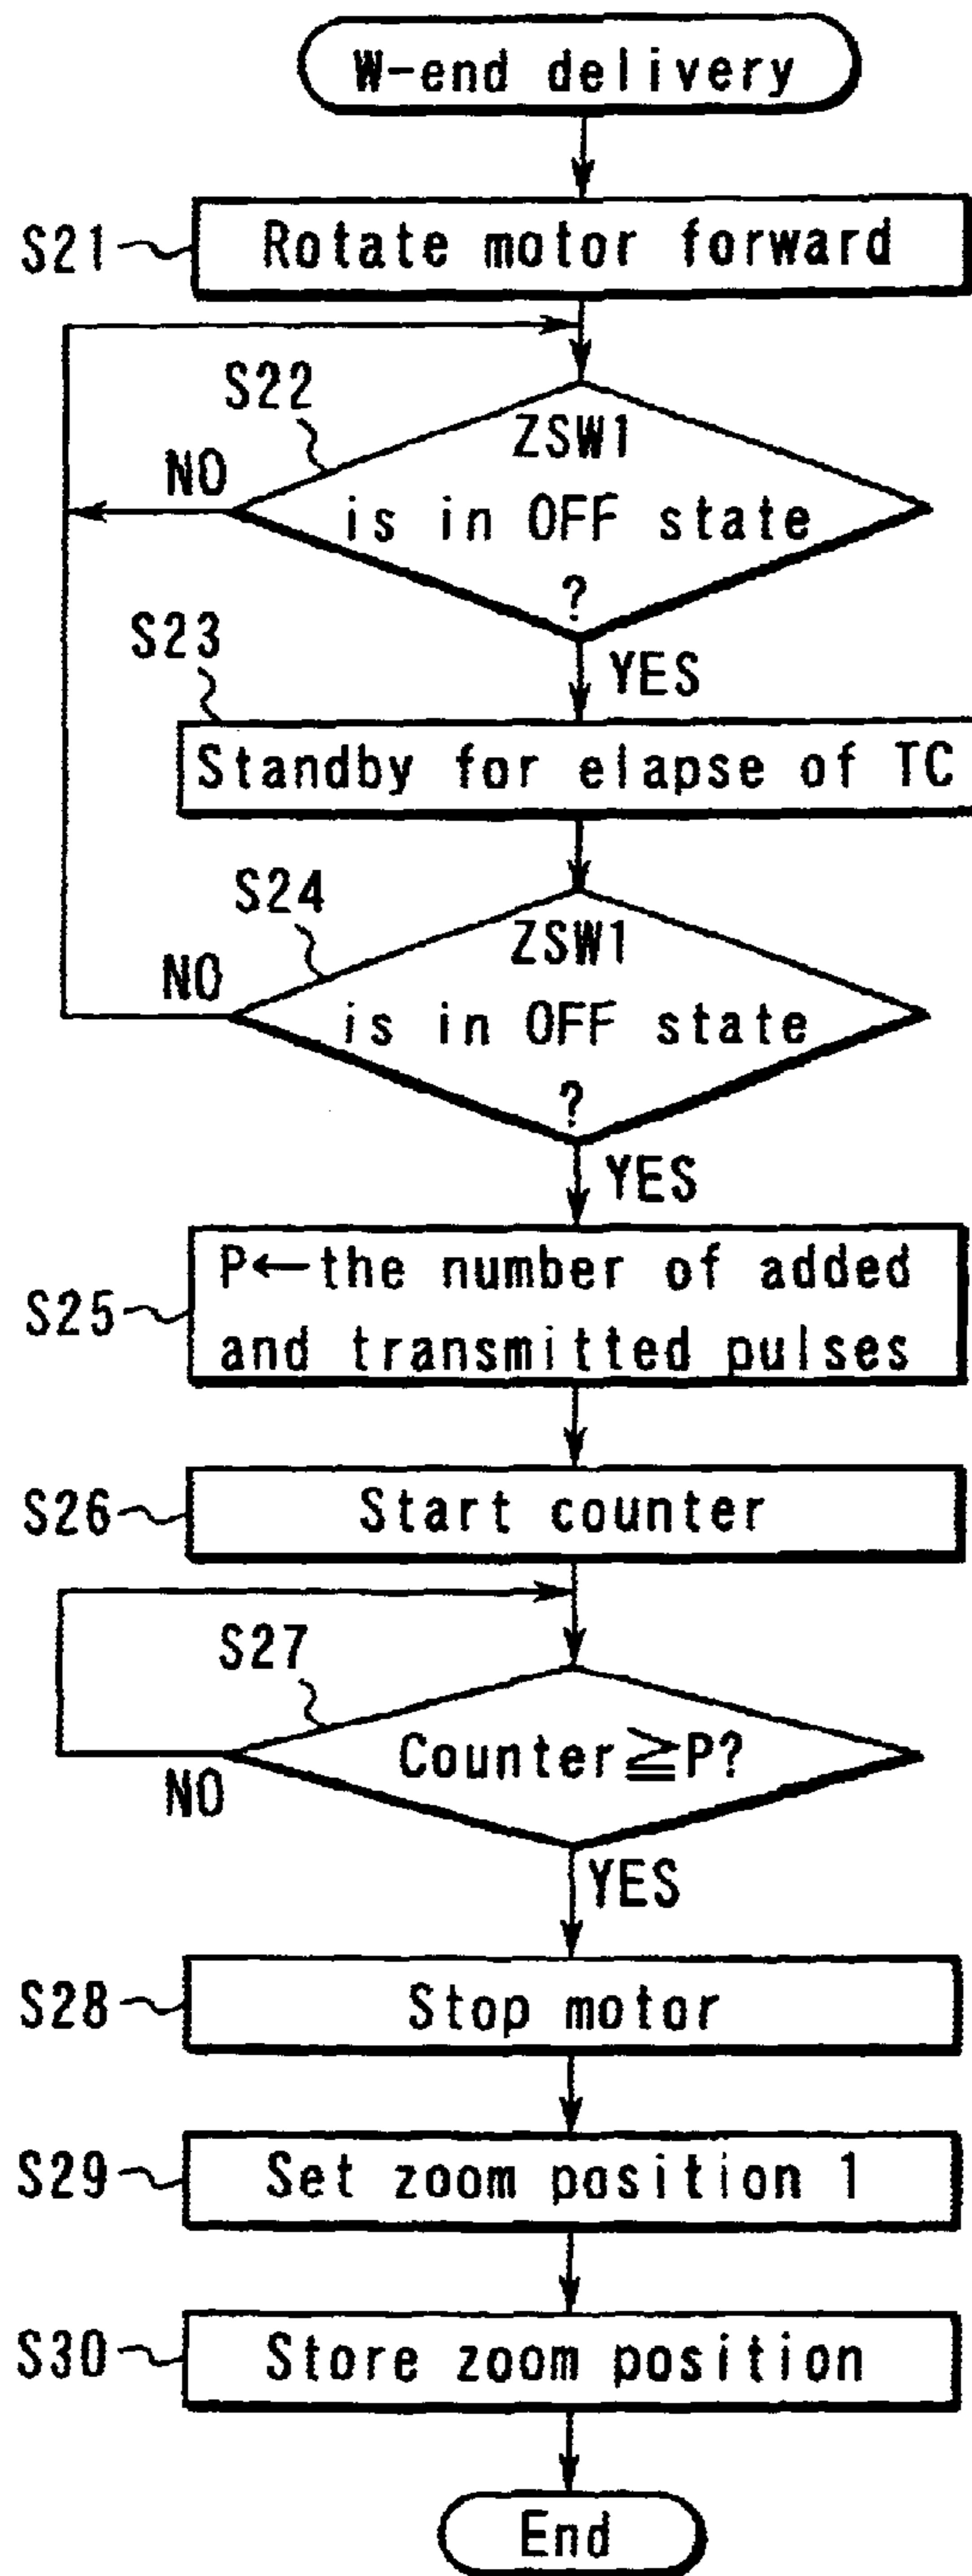 W-end delivery
S21
Rotate motor forward
S22
ZSW1
is in OFF state
?
NO
YES
S23
Standby for elapse of TC
S24
ZSW1
is in OFF state
?
NO
YES
S25
P←the number of added
and transmitted pulses
S26
Start counter
S27
Counter≧P?
NO
YES
S28
Stop motor
S29
Set zoom position 1
S30
Store zoom position
End